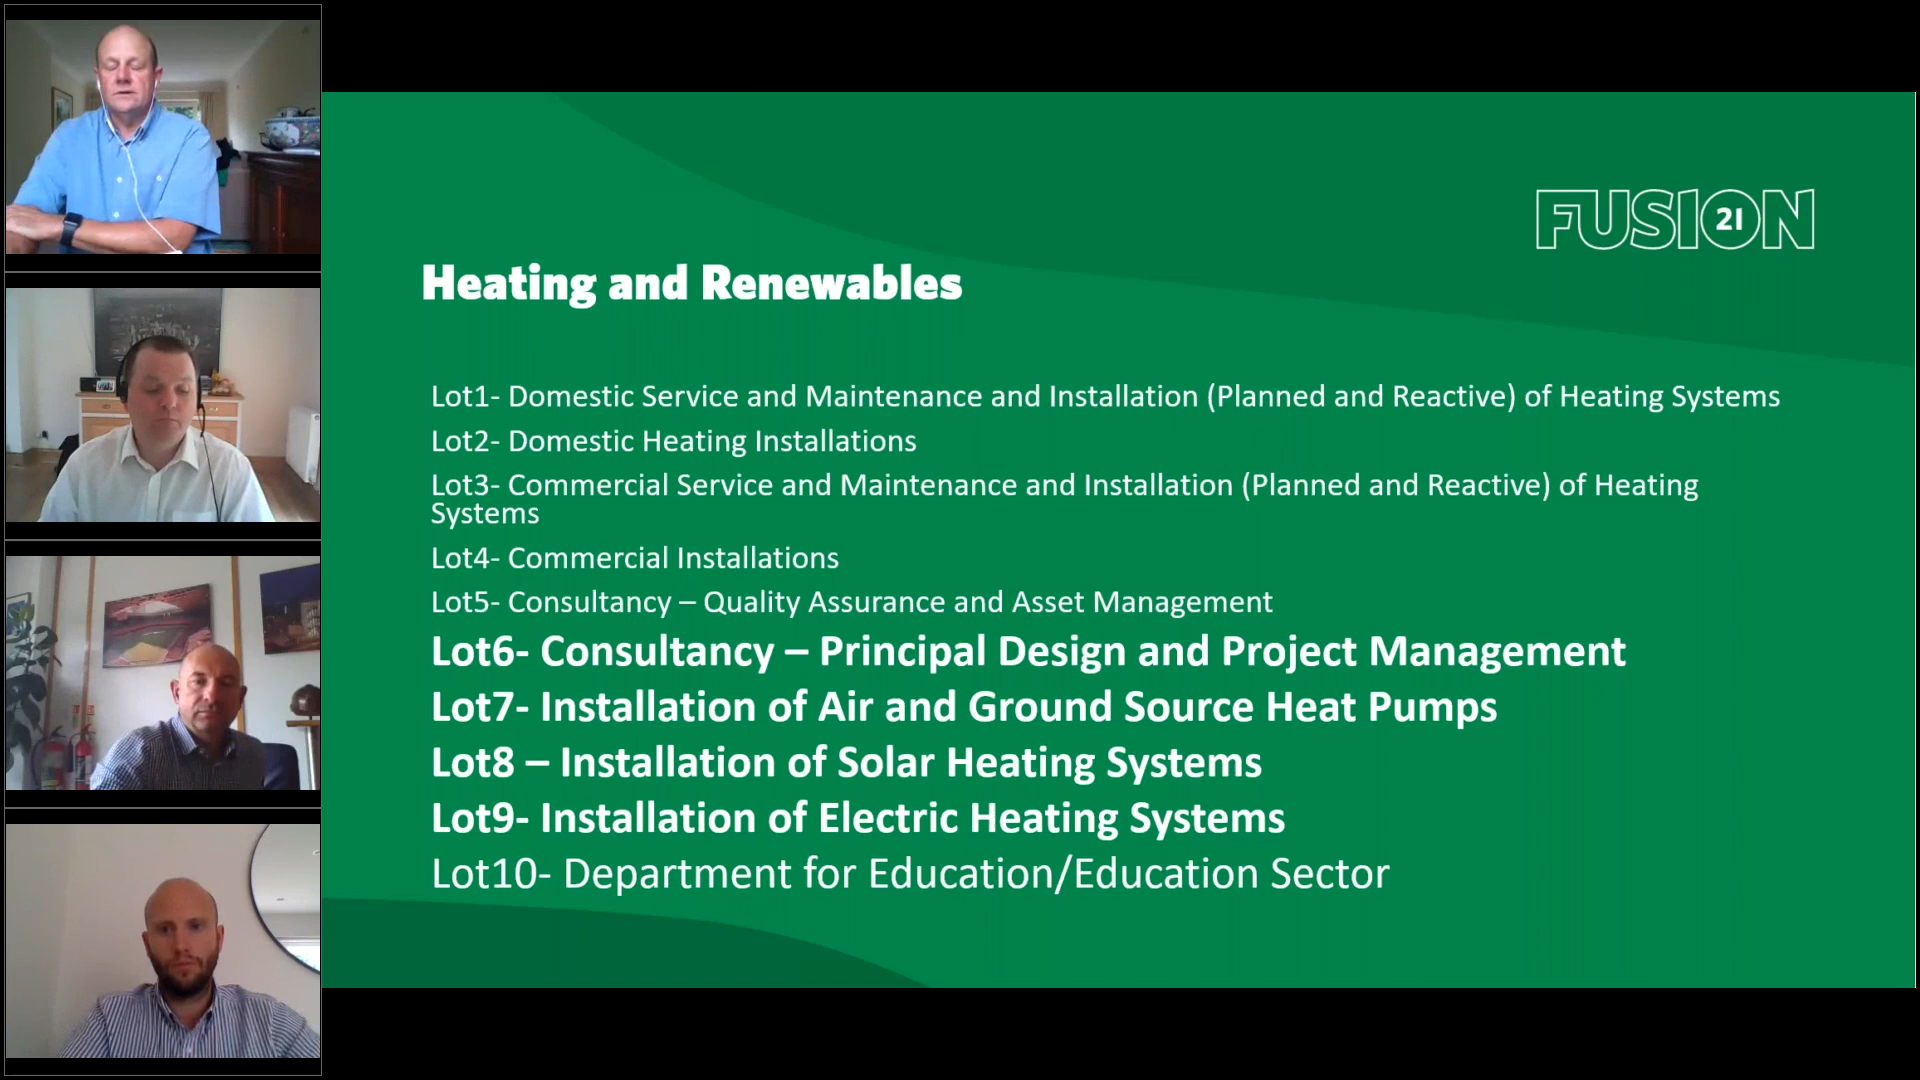 FUSION 21
Heating and Renewables
Lot1- Domestic Service and Maintenance and Installation (Planned and Reactive) of Heating Systems
Lot2- Domestic Heating Installations
Lot3- Commercial Service and Maintenance and Installation (Planned and Reactive) of Heating
Systems
Lot4- Commercial Installations
Lot5- Consultancy – Quality Assurance and Asset Management
Lot6- Consultancy – Principal Design and Project Management
Lot7- Installation of Air and Ground Source Heat Pumps
Lot8 – Installation of Solar Heating Systems
Lot9- Installation of Electric Heating Systems
Lot10- Department for Education/Education Sector